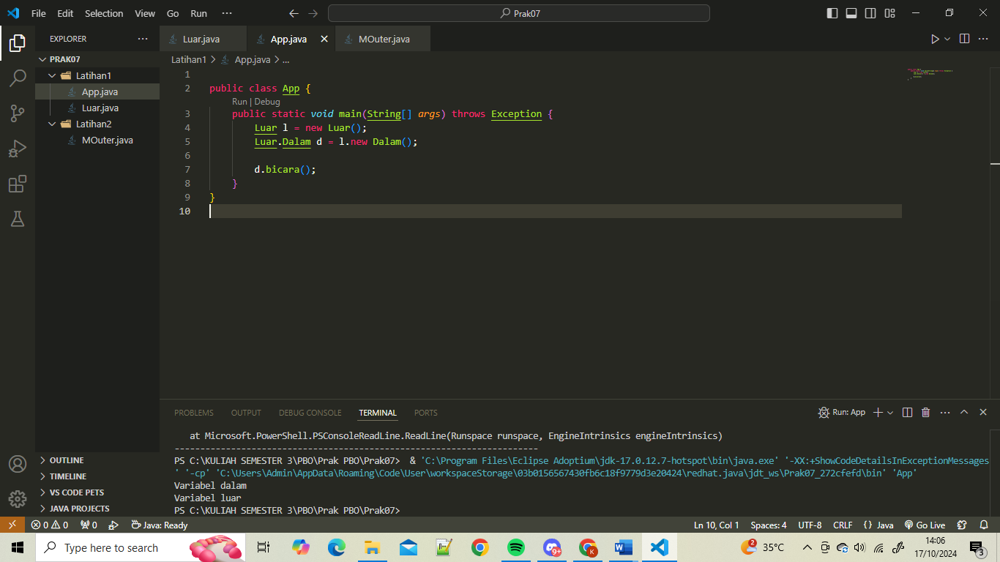 File Edit Selection View Go Run ··· Prak07
EXPLORER ···
PRAK07
Latihan1
App.java
Luar.java
Latihan2
MOuter.java
OUTLINE
TIMELINE
VS CODE PETS
JAVA PROJECTS
Luar.java App.java MOuter.java
Latihan1 > App.java > ...
1
2 public class App {
Run | Debug
3 public static void main(String[] args) throws Exception {
4 Luar l = new Luar();
5 Luar.Dalam d = l.new Dalam();
6
7 d.bicara();
8 }
9 }
10
PROBLEMS OUTPUT DEBUG CONSOLE TERMINAL PORTS Run: App
at Microsoft.PowerShell.PSConsoleReadLine.ReadLine(Runspace runspace, EngineIntrinsics engineIntrinsics)
-----------------------------------------------------------------------
PS C:\KULIAH SEMESTER 3\PBO\Prak PBO\Prak07> & 'C:\Program Files\Eclipse Adoptium\jdk-17.0.12.7-hotspot\bin\java.exe' '-XX:+ShowCodeDetailsInExceptionMessages
' '-cp' 'C:\Users\Admin\AppData\Roaming\Code\User\workspaceStorage\03b0156567430fb6c18f9779d3e20424\redhat.java\jdt_ws\Prak07_272cfefd\bin' 'App'
Variabel dalam
Variabel luar
PS C:\KULIAH SEMESTER 3\PBO\Prak PBO\Prak07>
0 0 0 Java: Ready Ln 10, Col 1 Spaces: 4 UTF-8 CRLF {} Java Go Live
Type here to search 9+ K 2 35°C 14:06
17/10/2024 3